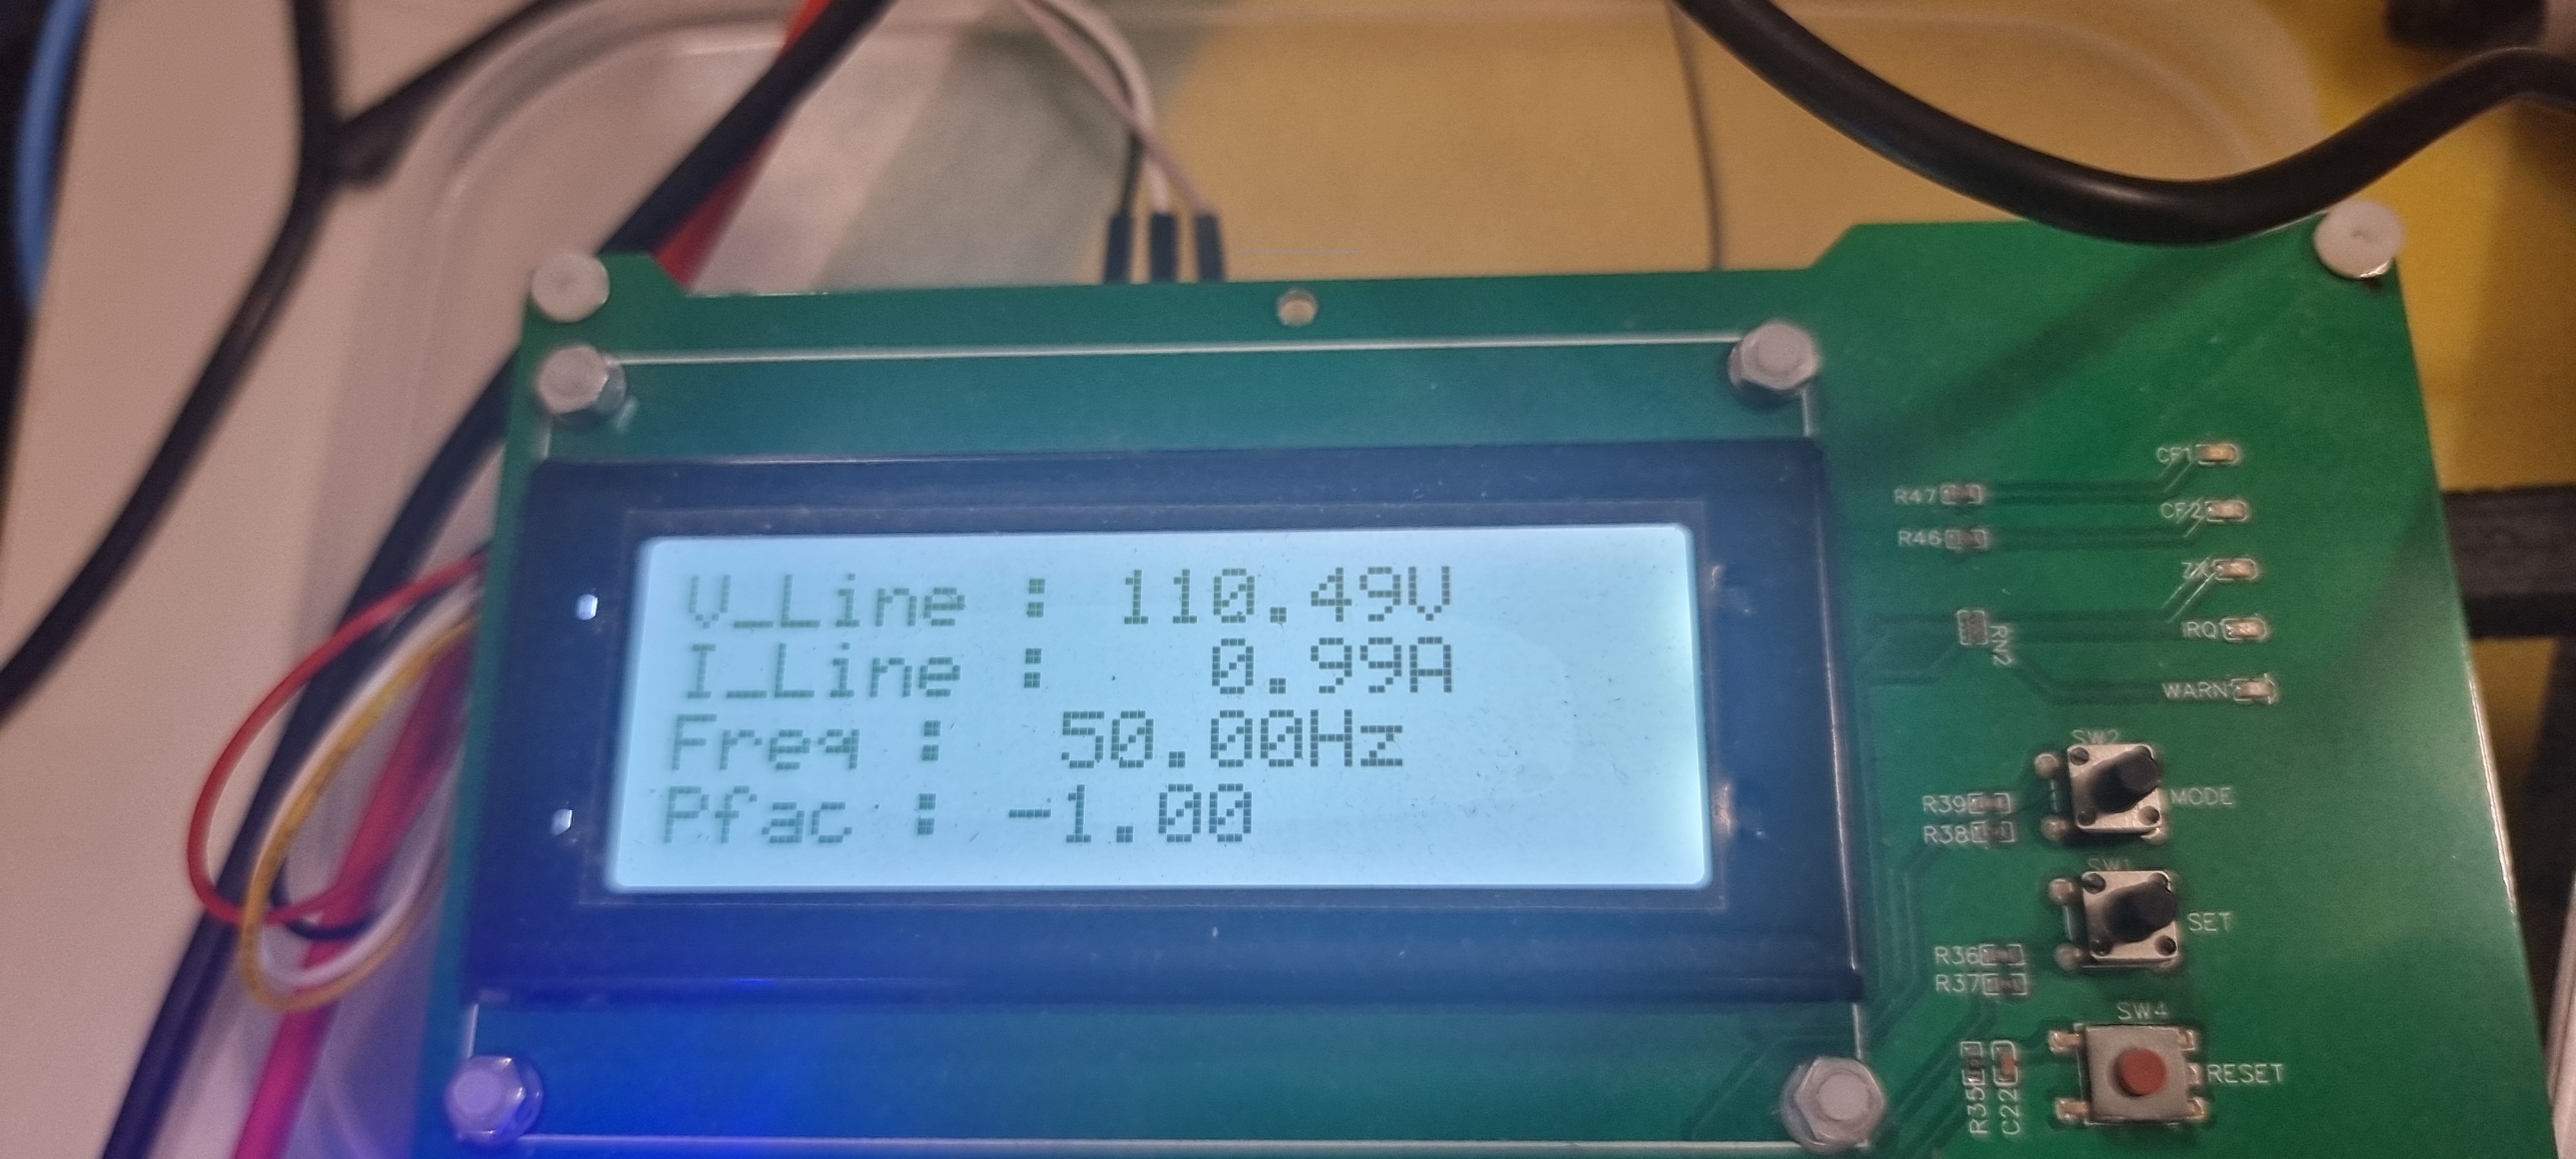 V_Line : 110.49V
I_Line : 0.99A
Freq : 50.00Hz
Pfac : -1.00
CF1
R47
CF2
R46
ZX
IRQ
RN2
WARN
SW2
MODE
R39
R38
SW1
SET
R36
R37
SW4
RESET
R35
C22